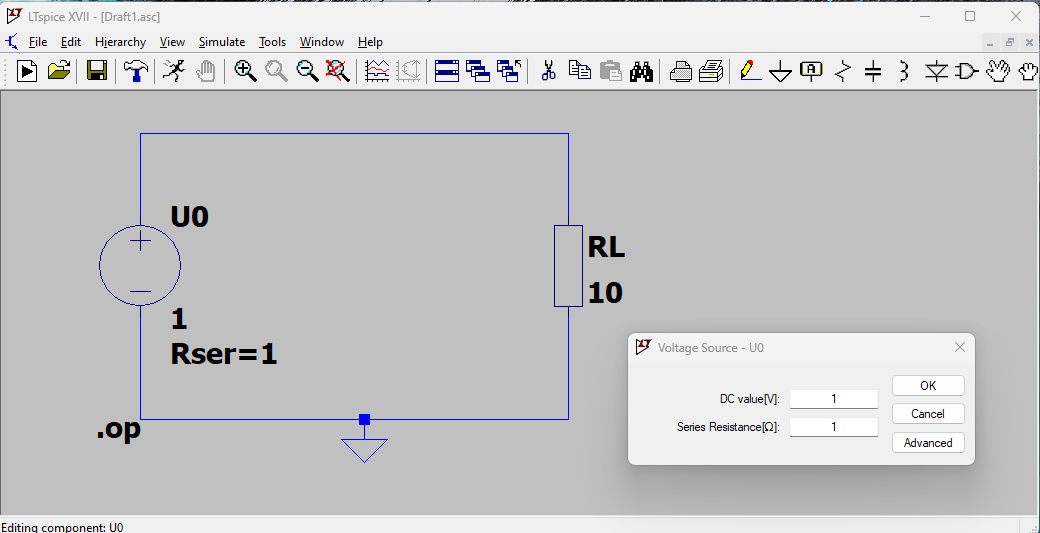 LTspice XVII - [Draft1.asc]
File Edit Hierarchy View Simulate Tools Window Help
A
U0
RL
10
1
Rser=1
Voltage Source - U0
DC value[V]: 1 OK
Series Resistance[Ω]: 1 Cancel
Advanced
.op
Editing component: U0